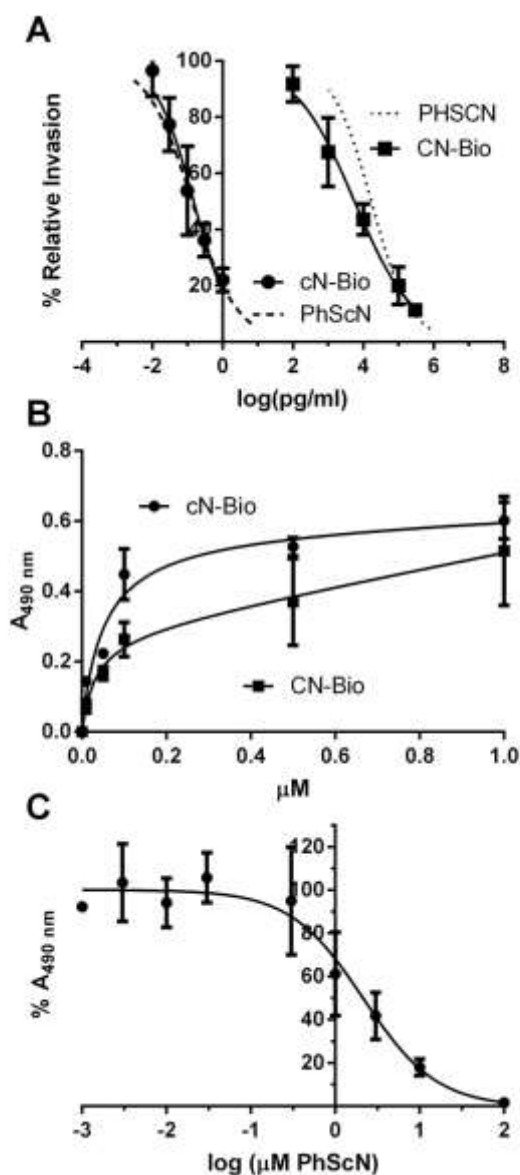 A
100
80
60
20
% Relative Invasion
PHSCN
CN-Bio
cN-Bio
PhScN
-4 -2 0 2 4 6 8
log(pg/ml)
B
0.8
0.6
0.4
0.2
0.0
A490 nm
cN-Bio
CN-Bio
0.0 0.2 0.4 0.6 0.8 1.0
μM
C
120
100
80
60
40
20
% A490 nm
-3 -2 -1 0 1 2
log (μM PhScN)